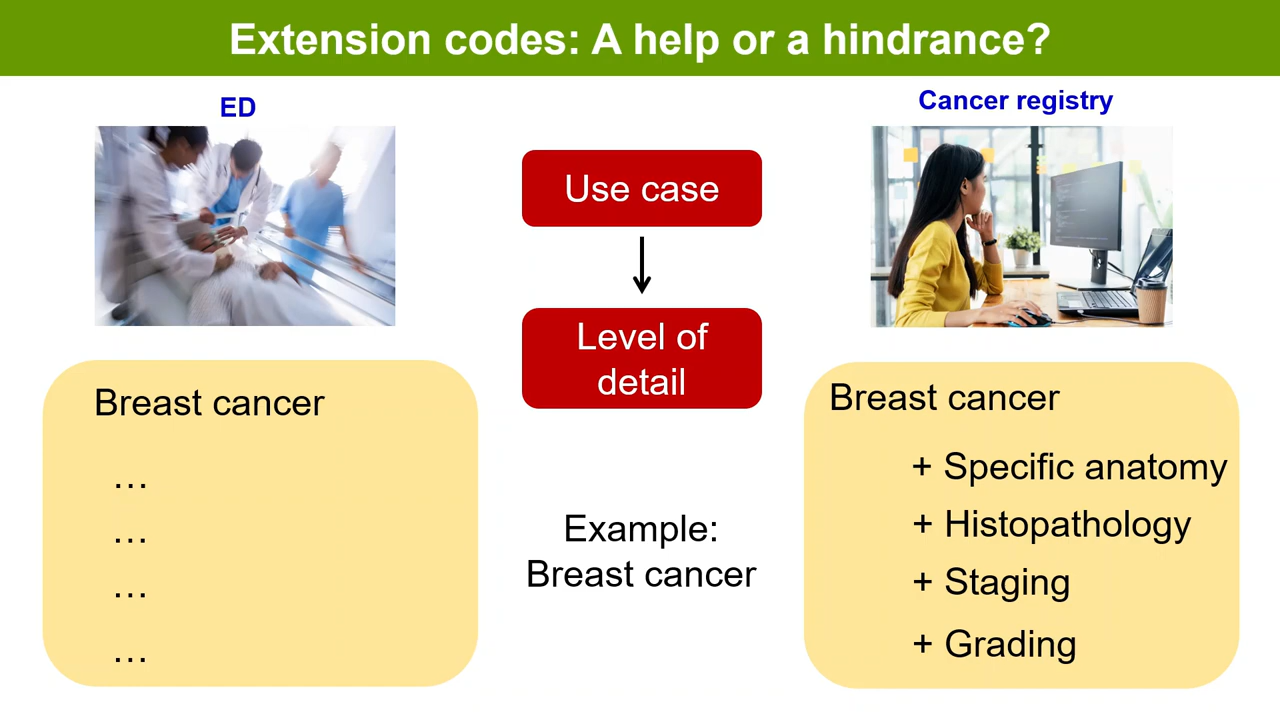 Extension codes: A help or a hindrance?
ED
Cancer registry
Use case
Level of
detail
Breast cancer
…
…
…
…
Example:
Breast cancer
Breast cancer
+ Specific anatomy
+ Histopathology
+ Staging
+ Grading